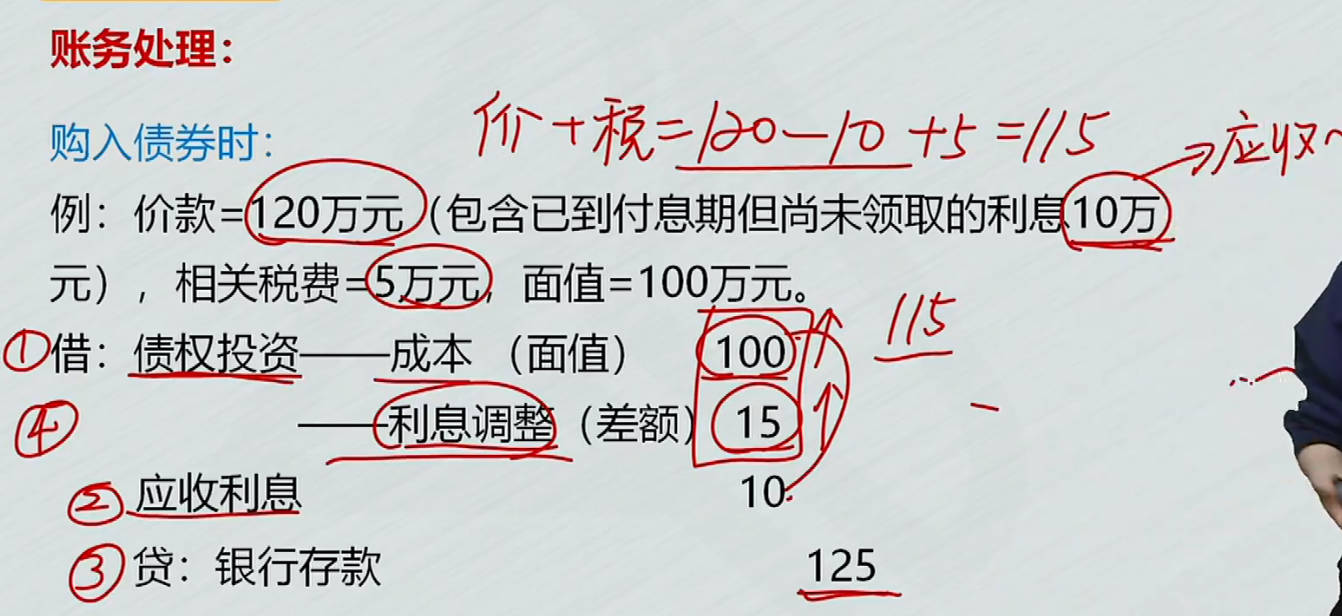 账务处理：
价+税=120-10+5=115
应收
购入债券时：
例：价款=120万元（包含已到付息期但尚未领取的利息10万
元），相关税费=5万元，面值=100万元。
115
①借：债权投资——成本（面值） 100
④ ——利息调整（差额） 15
②应收利息 10
③贷：银行存款 125